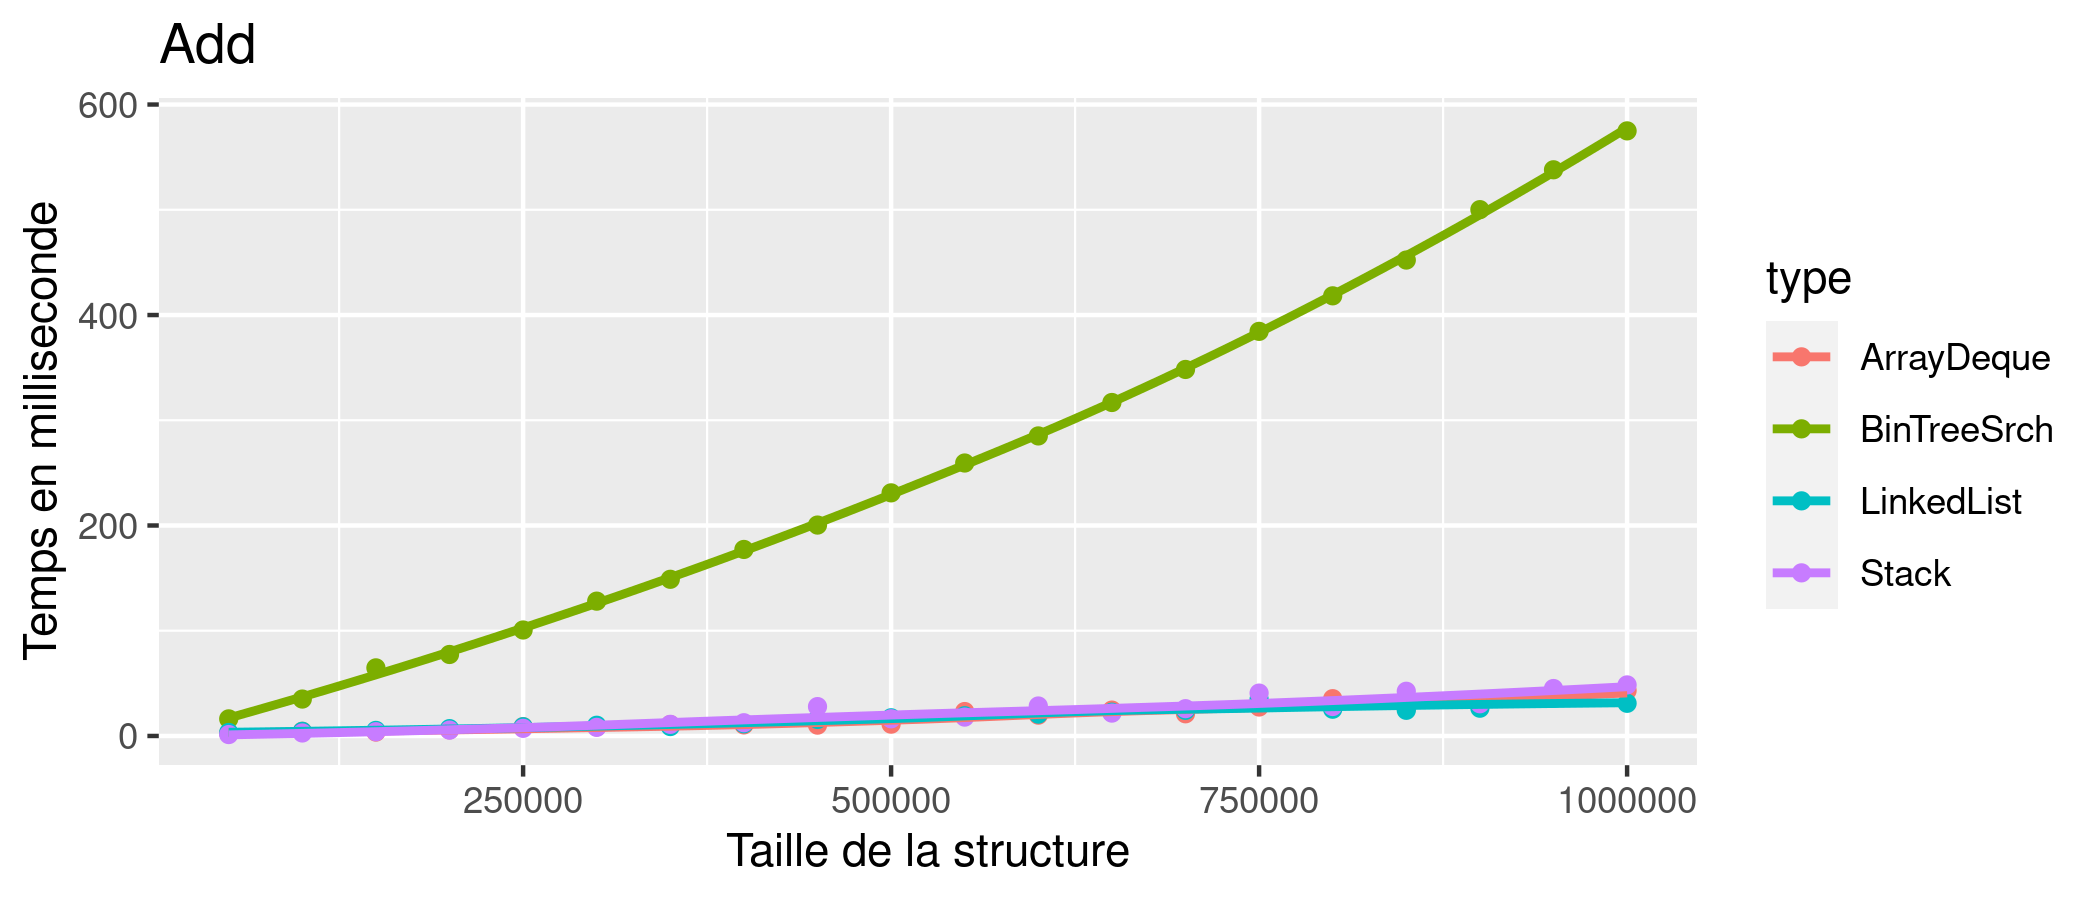 Add
600
400
200
0
Temps en milliseconde
250000
500000
750000
1000000
Taille de la structure
type
ArrayDeque
BinTreeSrch
LinkedList
Stack